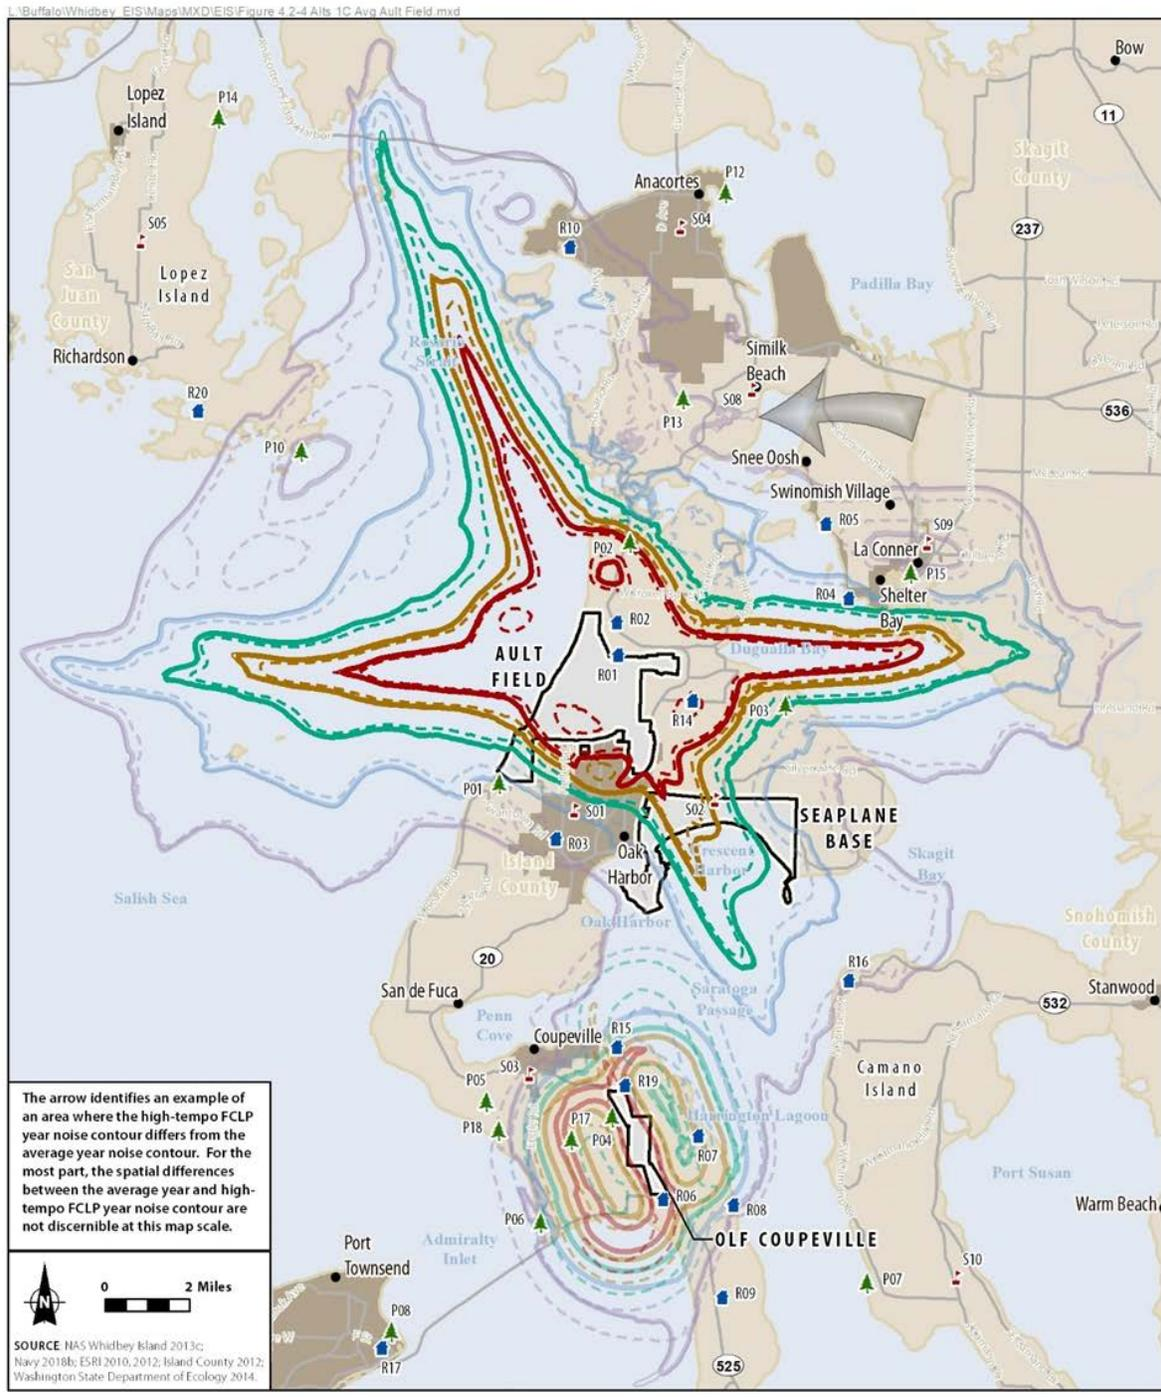 L:\Buffalo\Whidbey_EIS\Maps\MXD\EIS\Figure 4.2-4 Alts 1C Avg Ault Field.mxd
Bow
Lopez
Island
P14
11
Skagit
County
Anacortes
P12
S04
R10
237
S05
Lopez
Island
San
Juan
County
Padilla Bay
Richardson
Rosario
Strait
Similk
Beach
R20
S08
P13
536
P10
Snee Oosh
Swinomish Village
R05
S09
La Conner
P15
P02
R04
Shelter
Bay
R02
AULT
FIELD
R01
Dugualla Bay
R14
P03
P01
S01
S02
SEAPLANE
BASE
R03
Oak
Harbor
Crescent
Harbor
Island
County
Skagit
Bay
Salish Sea
Oak Harbor
Snohomish
County
20
R16
San de Fuca
Saratoga
Passage
532
Stanwood
Penn
Cove
R15
Coupeville
S03
R19
Camano
Island
P05
P18
P17
P04
Harrington Lagoon
R07
Port Susan
R06
R08
Warm Beach
P06
Admiralty
Inlet
OLF COUPEVILLE
Port
Townsend
S10
P07
R09
P08
R17
525
The arrow identifies an example of
an area where the high-tempo FCLP
year noise contour differs from the
average year noise contour. For the
most part, the spatial differences
between the average year and high-
tempo FCLP year noise contour are
not discernible at this map scale.
N
0 2 Miles
SOURCE: NAS Whidbey Island 2013c;
Navy 2018b; ESRI 2010, 2012; Island County 2012;
Washington State Department of Ecology 2014.